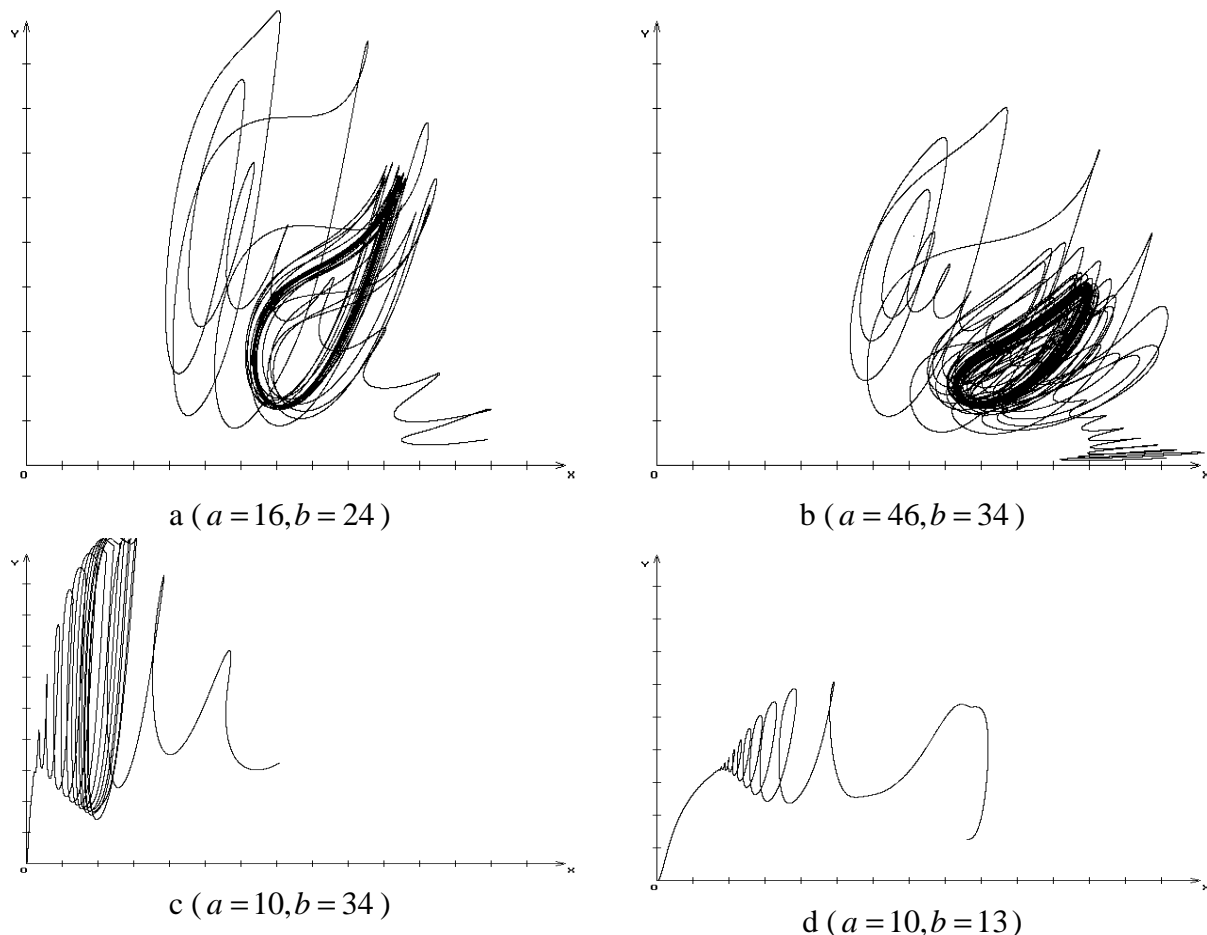 Y
Y
0
X
0
X
a ( a = 16, b = 24 )
b ( a = 46, b = 34 )
Y
Y
0
X
0
X
c ( a = 10, b = 34 )
d ( a = 10, b = 13 )